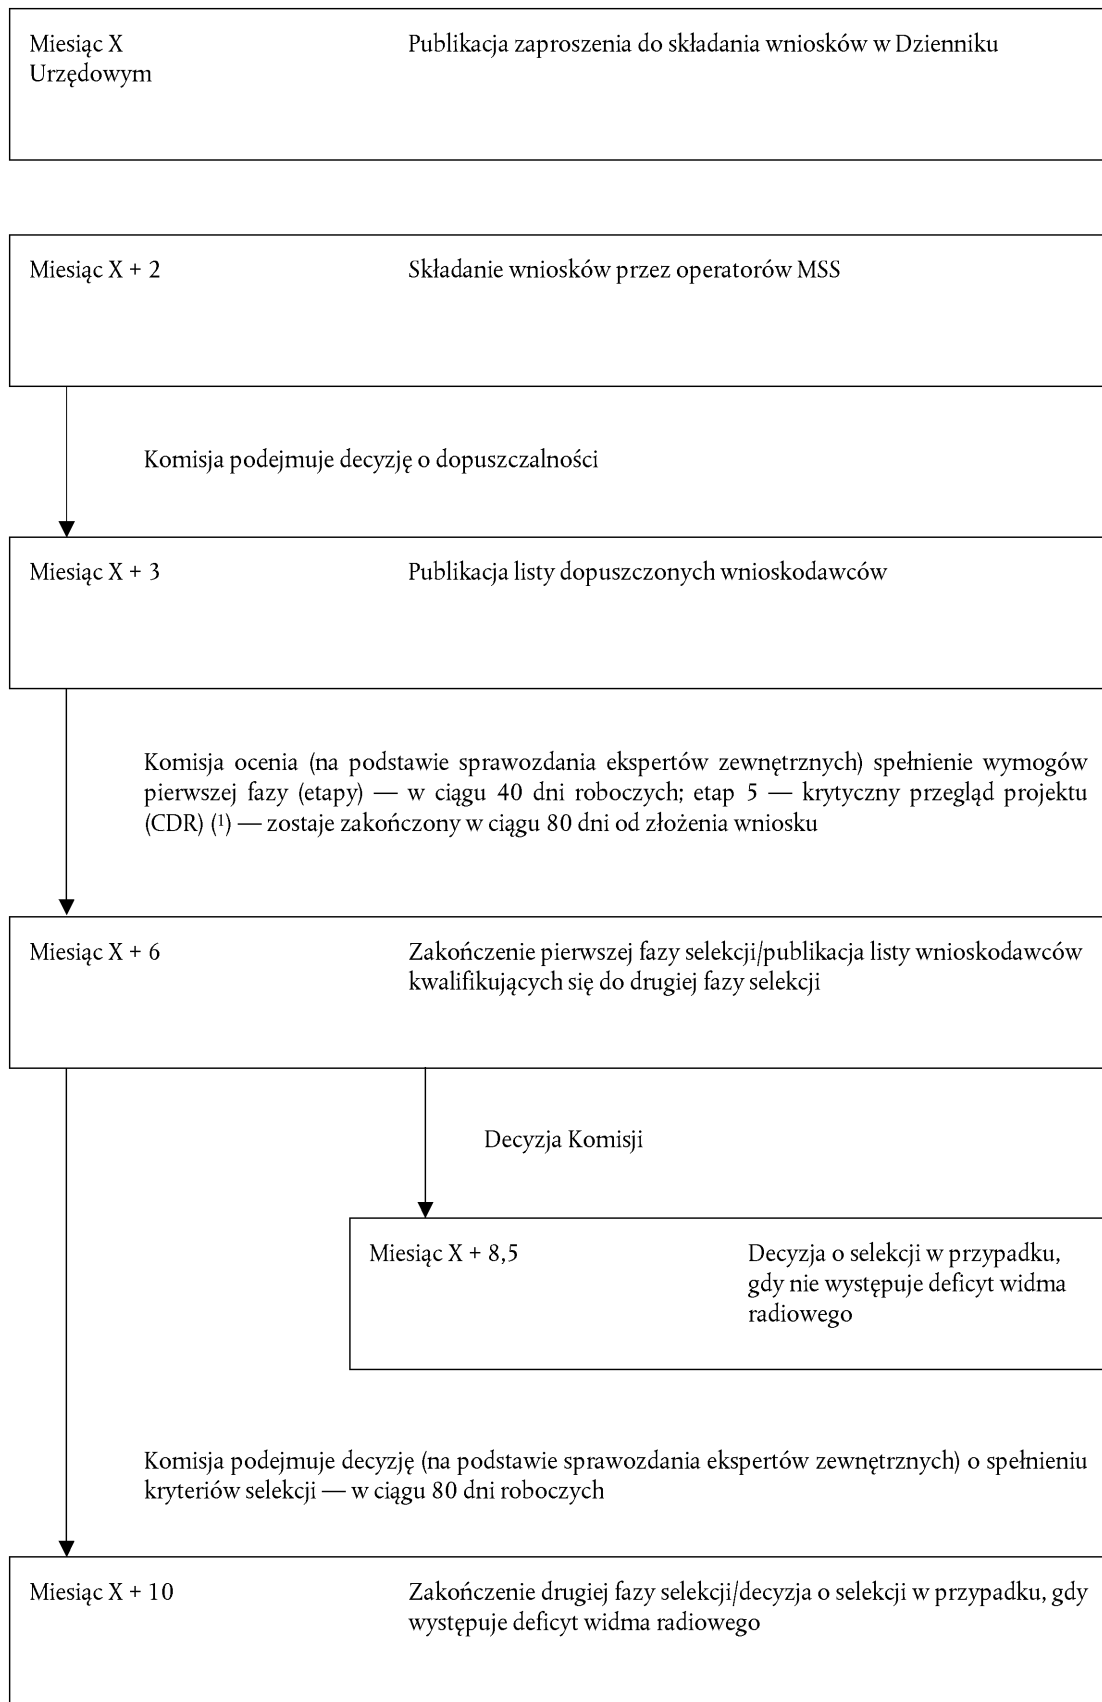 Miesiąc X Publikacja zaproszenia do składania wniosków w Dzienniku
Urzędowym
Miesiąc X + 2 Składanie wniosków przez operatorów MSS
Komisja podejmuje decyzję o dopuszczalności
Miesiąc X + 3 Publikacja listy dopuszczonych wnioskodawców
Komisja ocenia (na podstawie sprawozdania ekspertów zewnętrznych) spełnienie wymogów
pierwszej fazy (etapy) — w ciągu 40 dni roboczych; etap 5 — krytyczny przegląd projektu
(CDR) (¹) — zostaje zakończony w ciągu 80 dni od złożenia wniosku
Miesiąc X + 6 Zakończenie pierwszej fazy selekcji/publikacja listy wnioskodawców
kwalifikujących się do drugiej fazy selekcji
Decyzja Komisji
Miesiąc X + 8,5 Decyzja o selekcji w przypadku,
gdy nie występuje deficyt widma
radiowego
Komisja podejmuje decyzję (na podstawie sprawozdania ekspertów zewnętrznych) o spełnieniu
kryteriów selekcji — w ciągu 80 dni roboczych
Miesiąc X + 10 Zakończenie drugiej fazy selekcji/decyzja o selekcji w przypadku, gdy
występuje deficyt widma radiowego